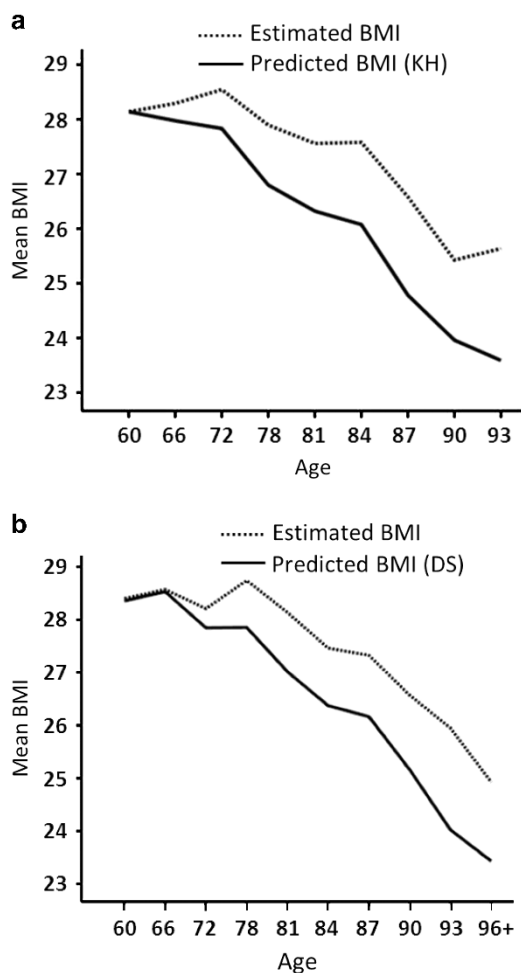 a
Estimated BMI
Predicted BMI (KH)
29
28
27
26
25
24
23
Mean BMI
60 66 72 78 81 84 87 90 93
Age
b
Estimated BMI
Predicted BMI (DS)
29
28
27
26
25
24
23
Mean BMI
60 66 72 78 81 84 87 90 93 96+
Age